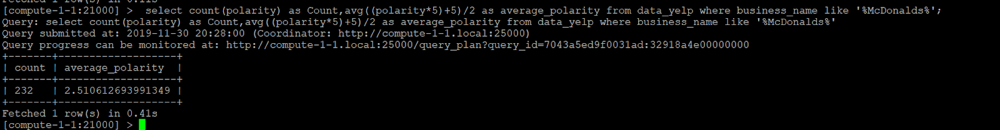 Fetched 1 row(s) in 0.11s
[compute-1-1:21000] >  select count(polarity) as Count,avg((polarity*5)+5)/2 as average_polarity from data_yelp where business_name like '%McDonalds%';
Query: select count(polarity) as Count,avg((polarity*5)+5)/2 as average_polarity from data_yelp where business_name like '%McDonalds%'
Query submitted at: 2019-11-30 20:28:00 (Coordinator: http://compute-1-1.local:25000)
Query progress can be monitored at: http://compute-1-1.local:25000/query_plan?query_id=7043a5ed9f0031ad:32918a4e00000000
+-------+------------------+
| count | average_polarity  |
+-------+-------------------+
| 232   | 2.510612693991349 |
+-------+-------------------+
Fetched 1 row(s) in 0.41s
[compute-1-1:21000] >